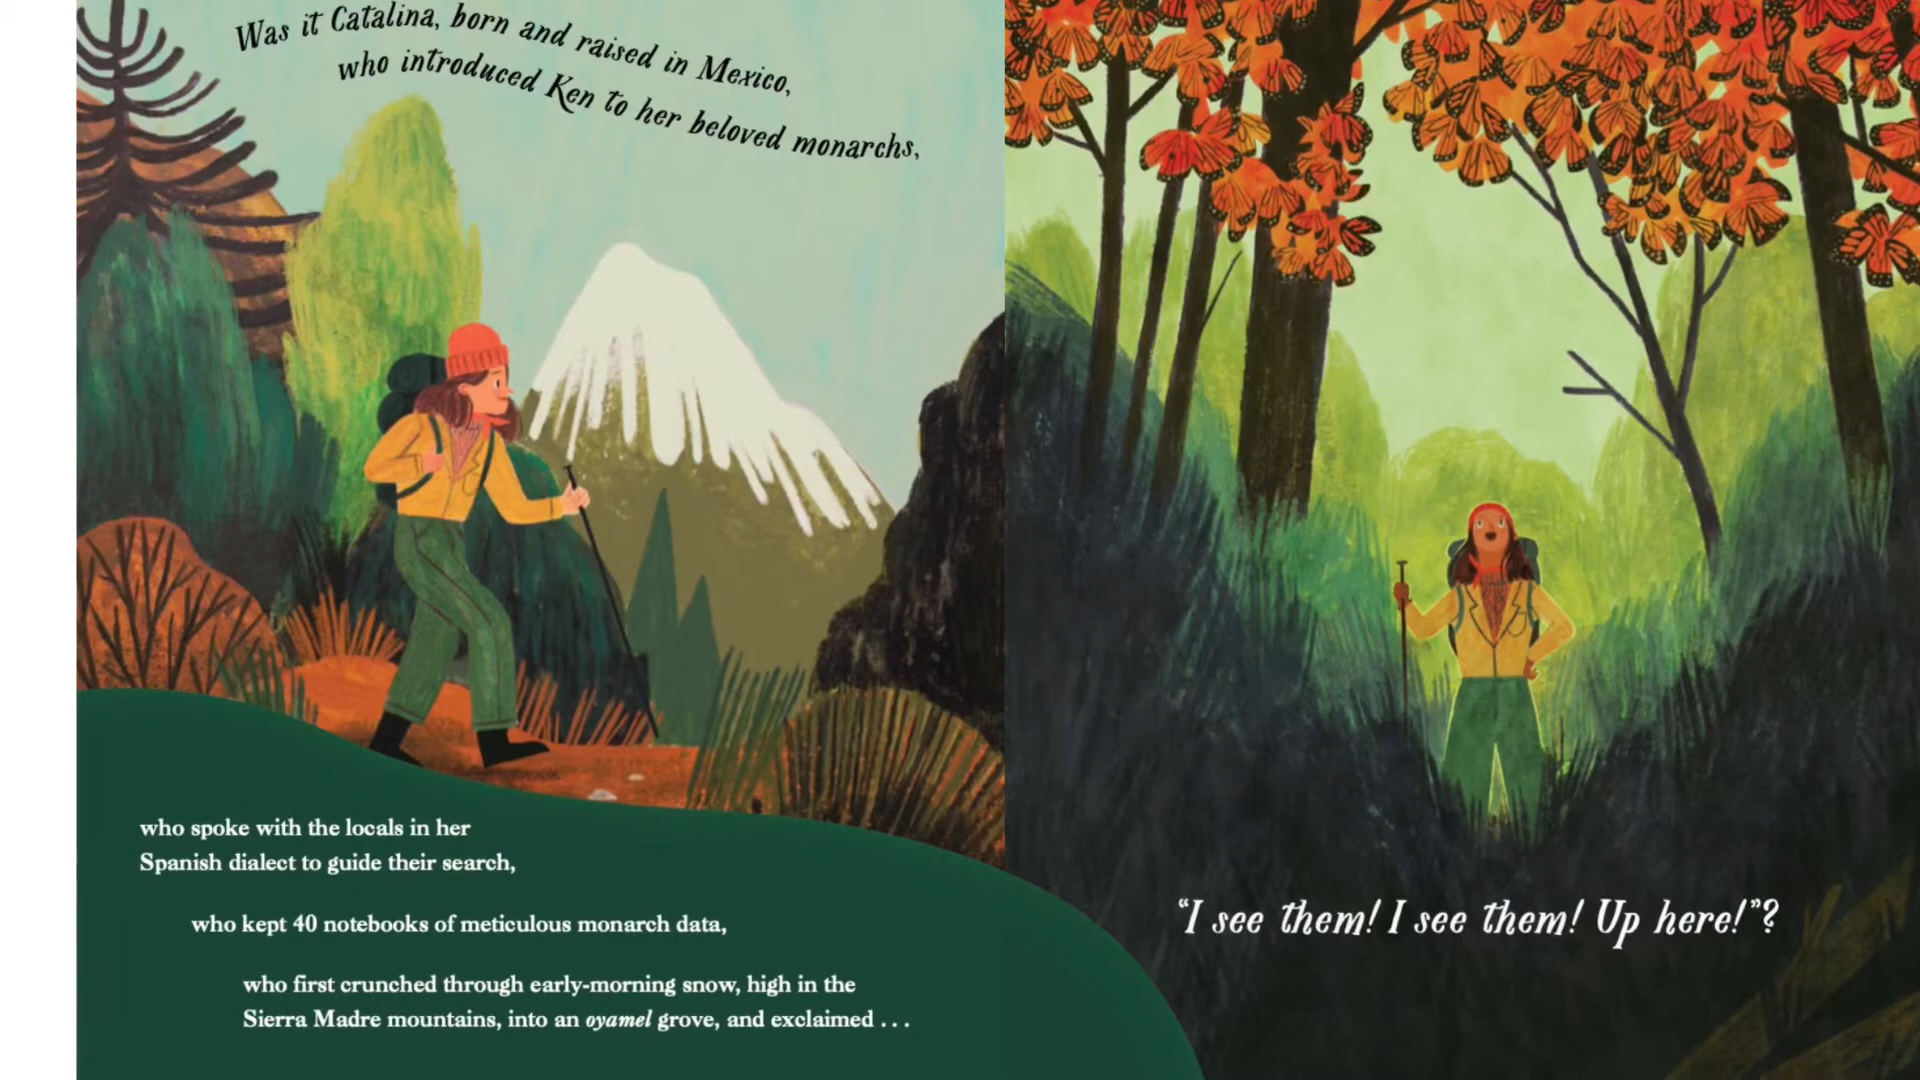 Was it Catalina, born and raised in Mexico,
who introduced Ken to her beloved monarchs,
who spoke with the locals in her
Spanish dialect to guide their search,
who kept 40 notebooks of meticulous monarch data,
who first crunched through early-morning snow, high in the
Sierra Madre mountains, into an oyamel grove, and exclaimed . . .
“I see them! I see them! Up here!”?